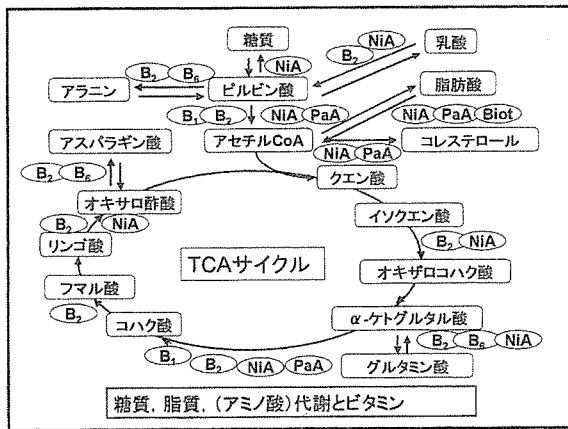 糖質
NiA
B2 NiA
乳酸
B2 B6
アラニン
ピルビン酸
脂肪酸
B1 B2 NiA PaA
NiA PaA Biot
アスパラギン酸
アセチルCoA
コレステロール
NiA PaA
クエン酸
B2 B6
オキサロ酢酸
イソクエン酸
B2 NiA
B2 NiA
リンゴ酸
TCAサイクル
オキザロコハク酸
フマル酸
B2
コハク酸
α-ケトグルタル酸
B2 B6 NiA
B1 B2 NiA PaA
グルタミン酸
糖質, 脂質, (アミノ酸)代謝とビタミン